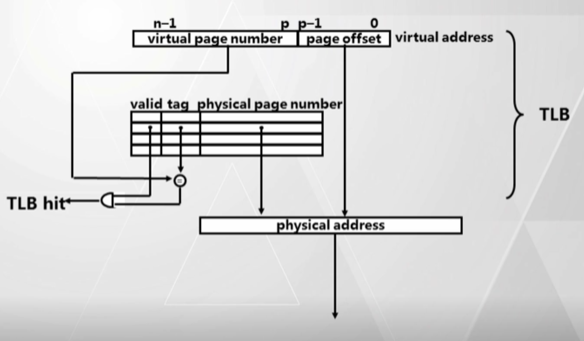 n-1 p p-1 0
virtual page number page offset virtual address
valid tag physical page number
TLB
=
TLB hit
physical address